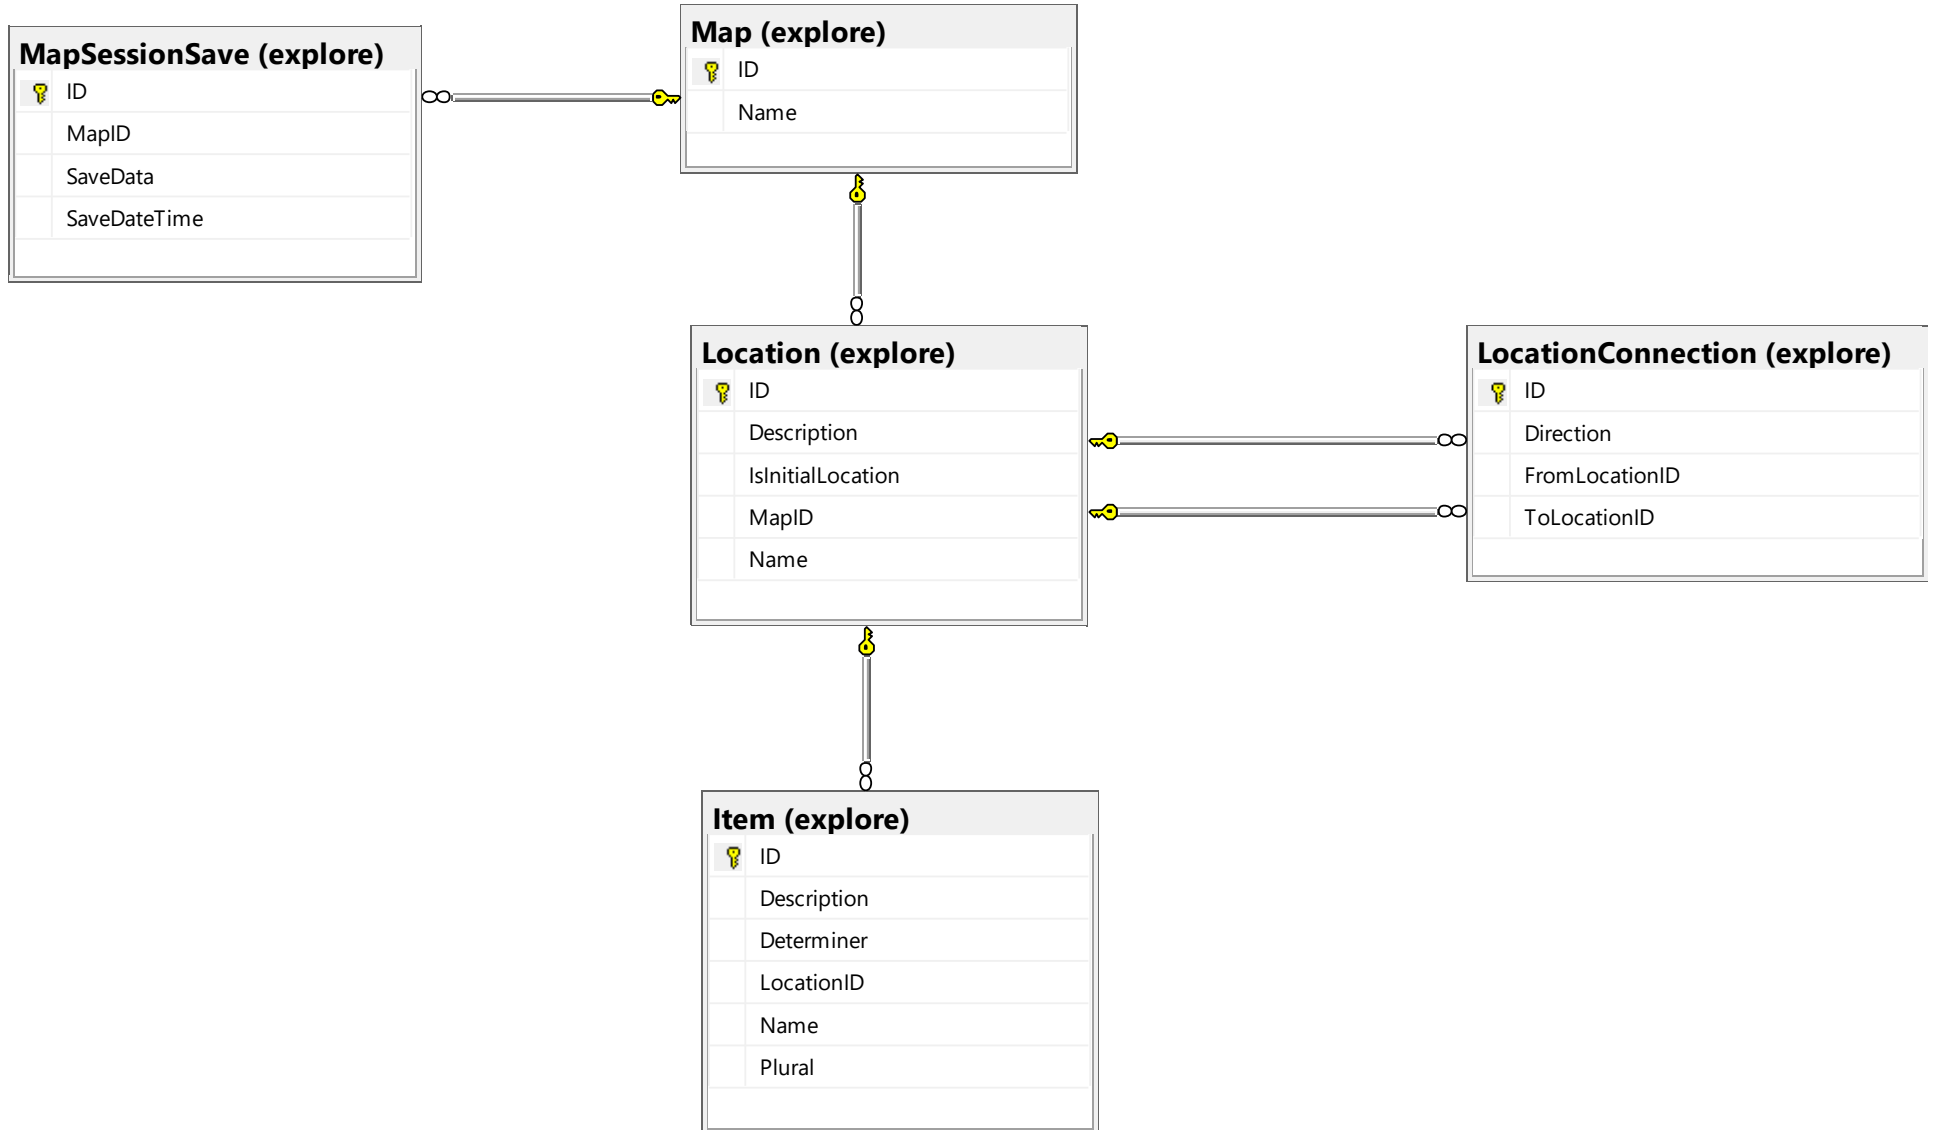 MapSessionSave (explore)
ID
MapID
SaveData
SaveDateTime
Map (explore)
ID
Name
Location (explore)
ID
Description
IsInitialLocation
MapID
Name
LocationConnection (explore)
ID
Direction
FromLocationID
ToLocationID
Item (explore)
ID
Description
Determiner
LocationID
Name
Plural